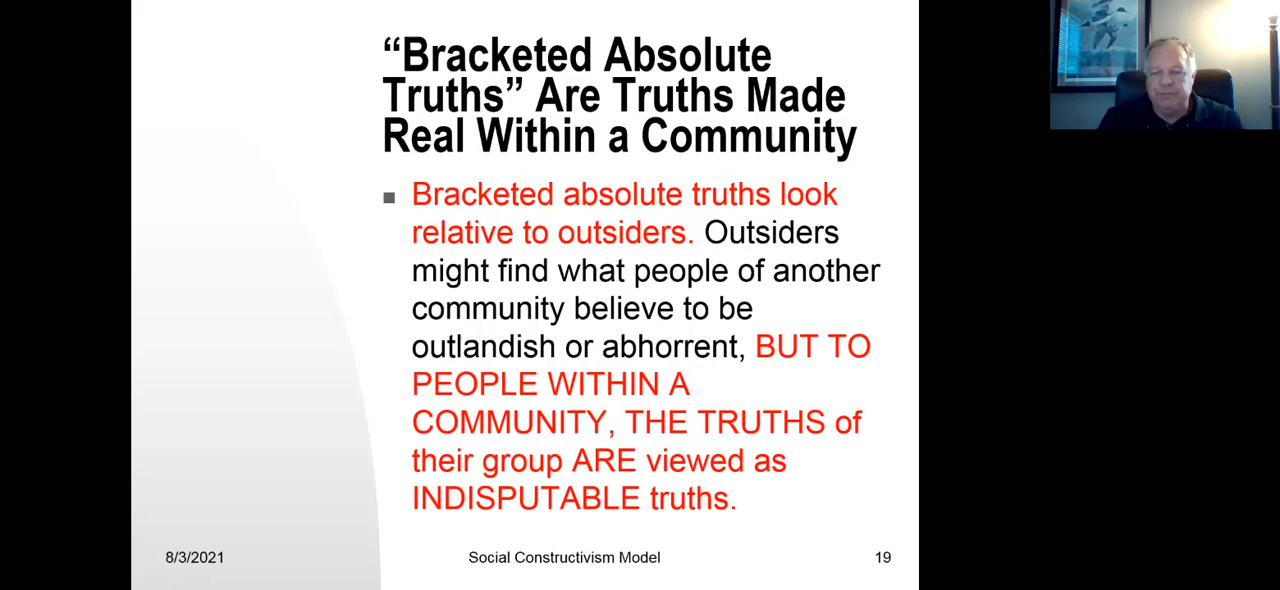 “Bracketed Absolute
Truths” Are Truths Made
Real Within a Community
Bracketed absolute truths look
relative to outsiders. Outsiders
might find what people of another
community believe to be
outlandish or abhorrent, BUT TO
PEOPLE WITHIN A
COMMUNITY, THE TRUTHS of
their group ARE viewed as
INDISPUTABLE truths.
8/3/2021
Social Constructivism Model
19